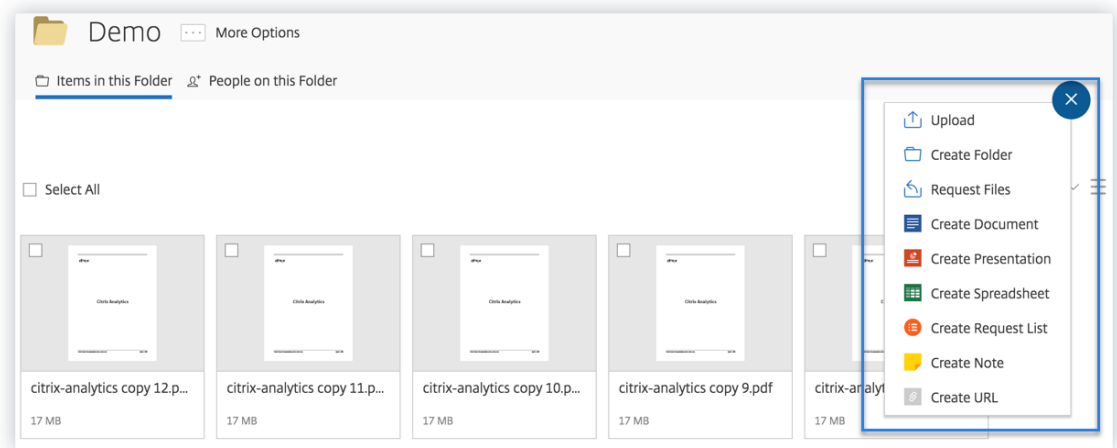 Demo ··· More Options
Items in this Folder People on this Folder
Upload
Create Folder
Select All
Request Files
Create Document
Create Presentation
Create Spreadsheet
Create Request List
Create Note
Create URL
Citrix Analytics
Citrix Analytics
Citrix Analytics
Citrix Analytics
citrix-analytics copy 12.p...
citrix-analytics copy 11.p...
citrix-analytics copy 10.p...
citrix-analytics copy 9.pdf
17 MB
17 MB
17 MB
17 MB
17 MB